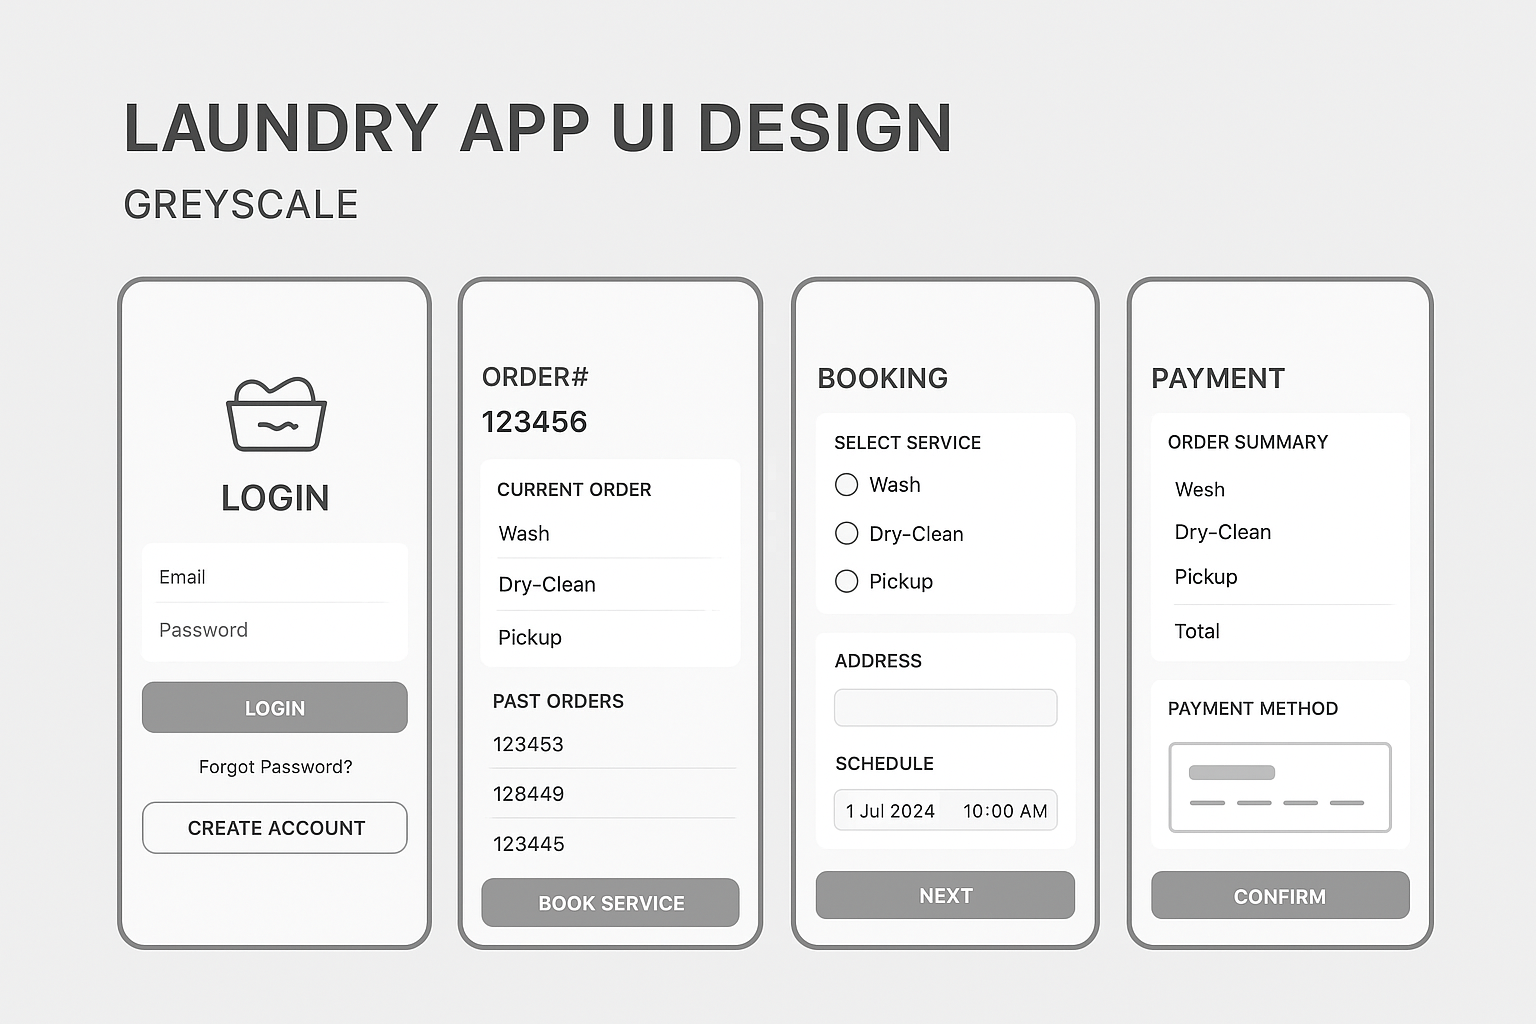 LAUNDRY APP UI DESIGN
GREYSCALE
LOGIN
Email
Password
LOGIN
Forgot Password?
CREATE ACCOUNT
ORDER#
123456
CURRENT ORDER
Wash
Dry-Clean
Pickup
PAST ORDERS
123453
128449
123445
BOOK SERVICE
BOOKING
SELECT SERVICE
Wash
Dry-Clean
Pickup
ADDRESS
SCHEDULE
1 Jul 2024 10:00 AM
NEXT
PAYMENT
ORDER SUMMARY
Wesh
Dry-Clean
Pickup
Total
PAYMENT METHOD
CONFIRM